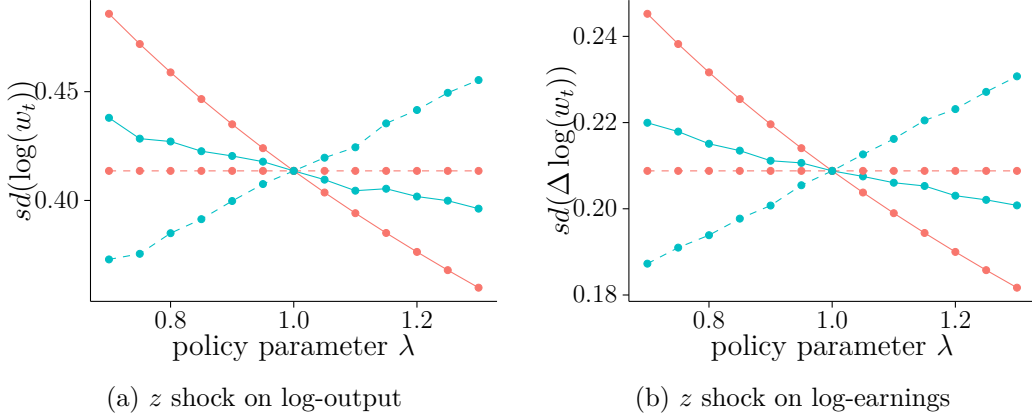 sd(log(w_t))
0.45
0.40
0.8 1.0 1.2
policy parameter λ
(a) z shock on log-output
sd(Δ log(w_t))
0.24
0.22
0.20
0.18
0.8 1.0 1.2
policy parameter λ
(b) z shock on log-earnings